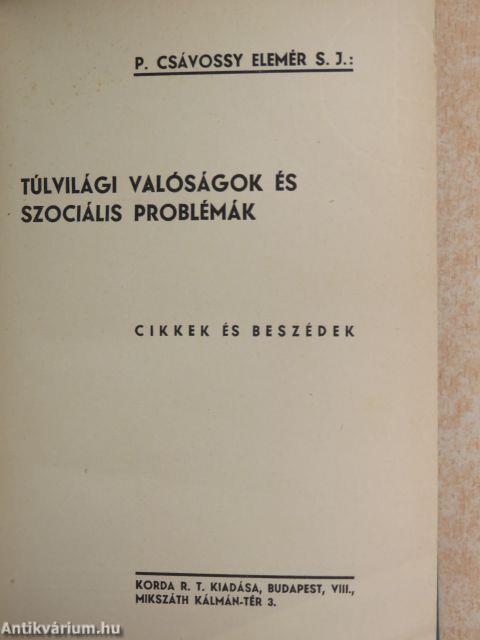 P. CSÁVOSSY ELEMÉR S. J.:
TÚLVILÁGI VALÓSÁGOK ÉS
SZOCIÁLIS PROBLÉMÁK
CIKKEK ÉS BESZÉDEK
KORDA R. T. KIADÁSA, BUDAPEST, VIII.,
MIKSZÁTH KÁLMÁN-TÉR 3.
Antikvárium.hu